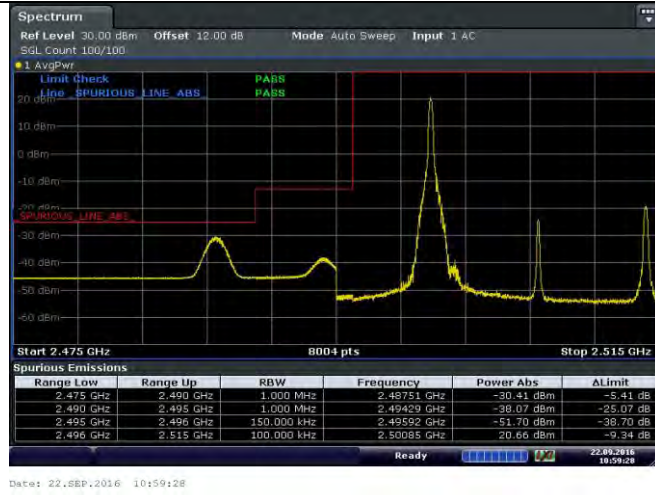 Spectrum
Ref Level 30.00 dBm Offset 12.00 dB Mode Auto Sweep Input 1 AC
SGL Count 100/100
1 AvgPwr
Limit Check PASS
Line _SPURIOUS_LINE_ABS_ PASS
20 dBm
10 dBm
0 dBm
-10 dBm
-20 dBm
_SPURIOUS_LINE_ABS_
-30 dBm
-40 dBm
-50 dBm
-60 dBm
Start 2.475 GHz 8004 pts Stop 2.515 GHz
Spurious Emissions
Range Low Range Up RBW Frequency Power Abs ΔLimit
2.475 GHz 2.490 GHz 1.000 MHz 2.48751 GHz -30.41 dBm -5.41 dB
2.490 GHz 2.495 GHz 1.000 MHz 2.49429 GHz -38.07 dBm -25.07 dB
2.495 GHz 2.496 GHz 150.000 kHz 2.49592 GHz -51.70 dBm -38.70 dB
2.496 GHz 2.515 GHz 100.000 kHz 2.50085 GHz 20.66 dBm -9.34 dB
Ready 22.09.2016
10:59:28
Date: 22.SEP.2016 10:59:28